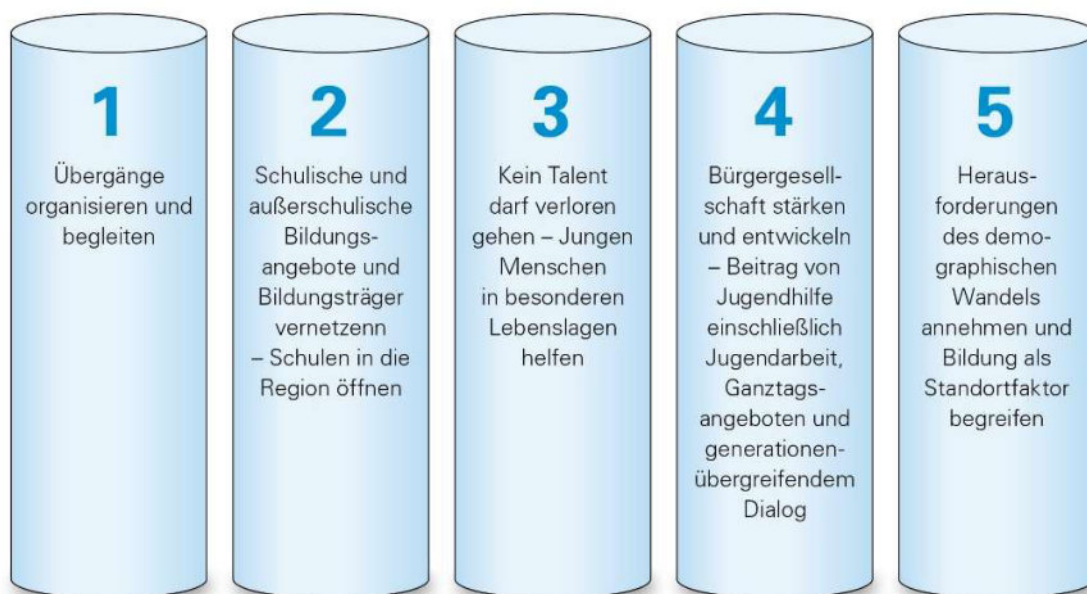 1
Übergänge
organisieren und
begleiten
2
Schulische und
außerschulische
Bildungs-
angebote und
Bildungsträger
vernetzenn
– Schulen in die
Region öffnen
3
Kein Talent
darf verloren
gehen – Jungen
Menschen
in besonderen
Lebenslagen
helfen
4
Bürgergesell-
schaft stärken
und entwickeln
– Beitrag von
Jugendhilfe
einschließlich
Jugendarbeit,
Ganztags-
angeboten und
generationen-
übergreifendem
Dialog
5
Heraus-
forderungen
des demo-
graphischen
Wandels
annehmen und
Bildung als
Standortfaktor
begreifen